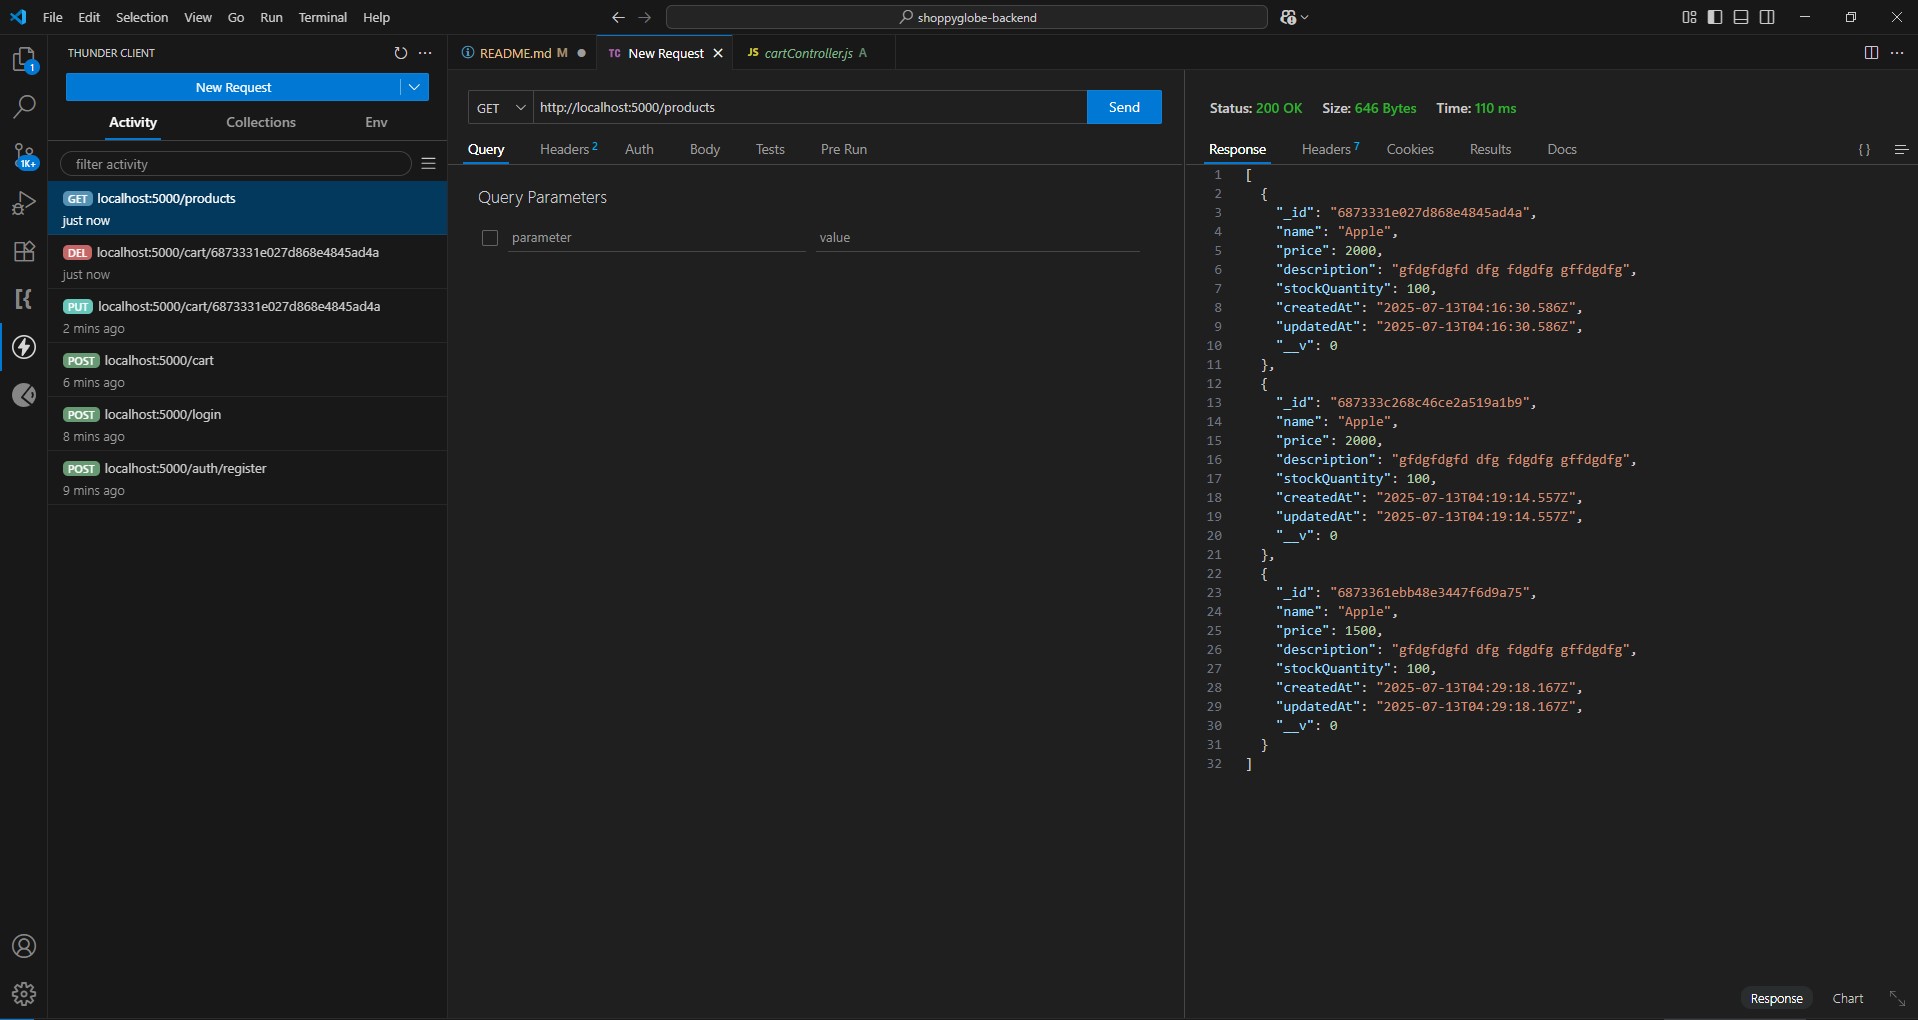 File Edit Selection View Go Run Terminal Help
shoppyglobe-backend
THUNDER CLIENT
New Request
Activity Collections Env
filter activity
GET localhost:5000/products
just now
DEL localhost:5000/cart/6873331e027d868e4845ad4a
just now
PUT localhost:5000/cart/6873331e027d868e4845ad4a
2 mins ago
POST localhost:5000/cart
6 mins ago
POST localhost:5000/login
8 mins ago
POST localhost:5000/auth/register
9 mins ago
1
1K+
README.md M
TC New Request
JS cartController.js A
GET http://localhost:5000/products Send
Query Headers 2 Auth Body Tests Pre Run
Query Parameters
parameter value
Status: 200 OK Size: 646 Bytes Time: 110 ms
Response Headers 7 Cookies Results Docs { }
1 [
2 {
3 "_id": "6873331e027d868e4845ad4a",
4 "name": "Apple",
5 "price": 2000,
6 "description": "gfdgfdgfd dfg fdgdfg gffdgdfg",
7 "stockQuantity": 100,
8 "createdAt": "2025-07-13T04:16:30.586Z",
9 "updatedAt": "2025-07-13T04:16:30.586Z",
10 "__v": 0
11 },
12 {
13 "_id": "687333c268c46ce2a519a1b9",
14 "name": "Apple",
15 "price": 2000,
16 "description": "gfdgfdgfd dfg fdgdfg gffdgdfg",
17 "stockQuantity": 100,
18 "createdAt": "2025-07-13T04:19:14.557Z",
19 "updatedAt": "2025-07-13T04:19:14.557Z",
20 "__v": 0
21 },
22 {
23 "_id": "6873361ebb48e3447f6d9a75",
24 "name": "Apple",
25 "price": 1500,
26 "description": "gfdgfdgfd dfg fdgdfg gffdgdfg",
27 "stockQuantity": 100,
28 "createdAt": "2025-07-13T04:29:18.167Z",
29 "updatedAt": "2025-07-13T04:29:18.167Z",
30 "__v": 0
31 }
32 ]
Response Chart